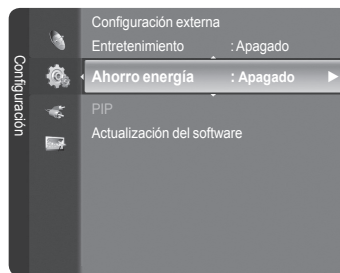 Configuración
Configuración externa
Entretenimiento : Apagado
Ahorro energía : Apagado
PIP
Actualización del software